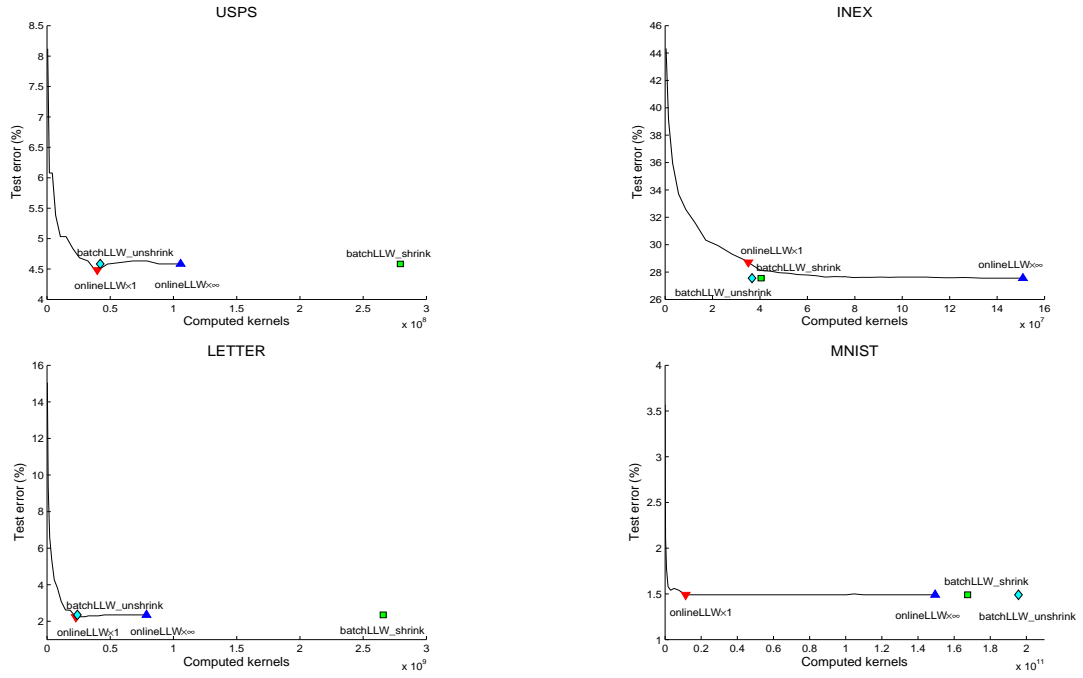 USPS
8.5
8
7.5
7
6.5
6
5.5
5
4.5
4
Test error (%)
batchLLW_unshrink
batchLLW_shrink
onlineLLW×1
onlineLLW×∞
0
0.5
1
1.5
2
2.5
3
Computed kernels
x 10^8
INEX
46
44
42
40
38
36
34
32
30
28
26
Test error (%)
onlineLLW×1
batchLLW_shrink
onlineLLW×∞
batchLLW_unshrink
0
2
4
6
8
10
12
14
16
Computed kernels
x 10^7
LETTER
16
14
12
10
8
6
4
2
Test error (%)
batchLLW_unshrink
onlineLLW×1
onlineLLW×∞
batchLLW_shrink
0
0.5
1
1.5
2
2.5
3
Computed kernels
x 10^9
MNIST
4
3.5
3
2.5
2
1.5
1
Test error (%)
batchLLW_shrink
onlineLLW×1
onlineLLW×∞
batchLLW_unshrink
0
0.2
0.4
0.6
0.8
1
1.2
1.4
1.6
1.8
2
Computed kernels
x 10^11